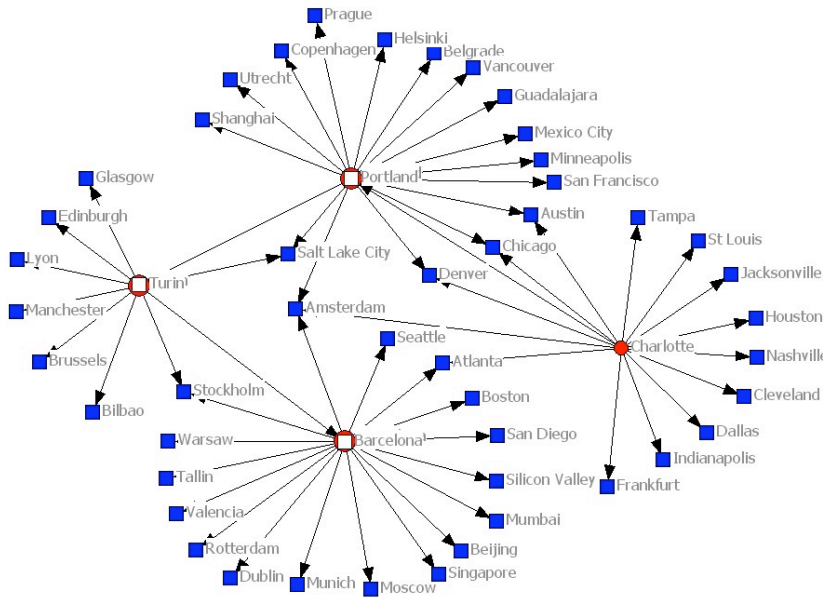 Prague
Helsinki
Copenhagen
Belgrade
Vancouver
Utrecht
Guadalajara
Shanghai
Mexico City
Minneapolis
Portland
San Francisco
Glasgow
Edinburgh
Austin
Tampa
Chicago
St Louis
Salt Lake City
Lyon
Denver
Jacksonville
Turin
Amsterdam
Manchester
Houston
Seattle
Charlotte
Nashville
Brussels
Atlanta
Stockholm
Cleveland
Boston
Bilbao
Dallas
San Diego
Warsaw
Barcelona
Indianapolis
Tallin
Silicon Valley
Frankfurt
Valencia
Mumbai
Rotterdam
Beijing
Singapore
Dublin
Munich
Moscow